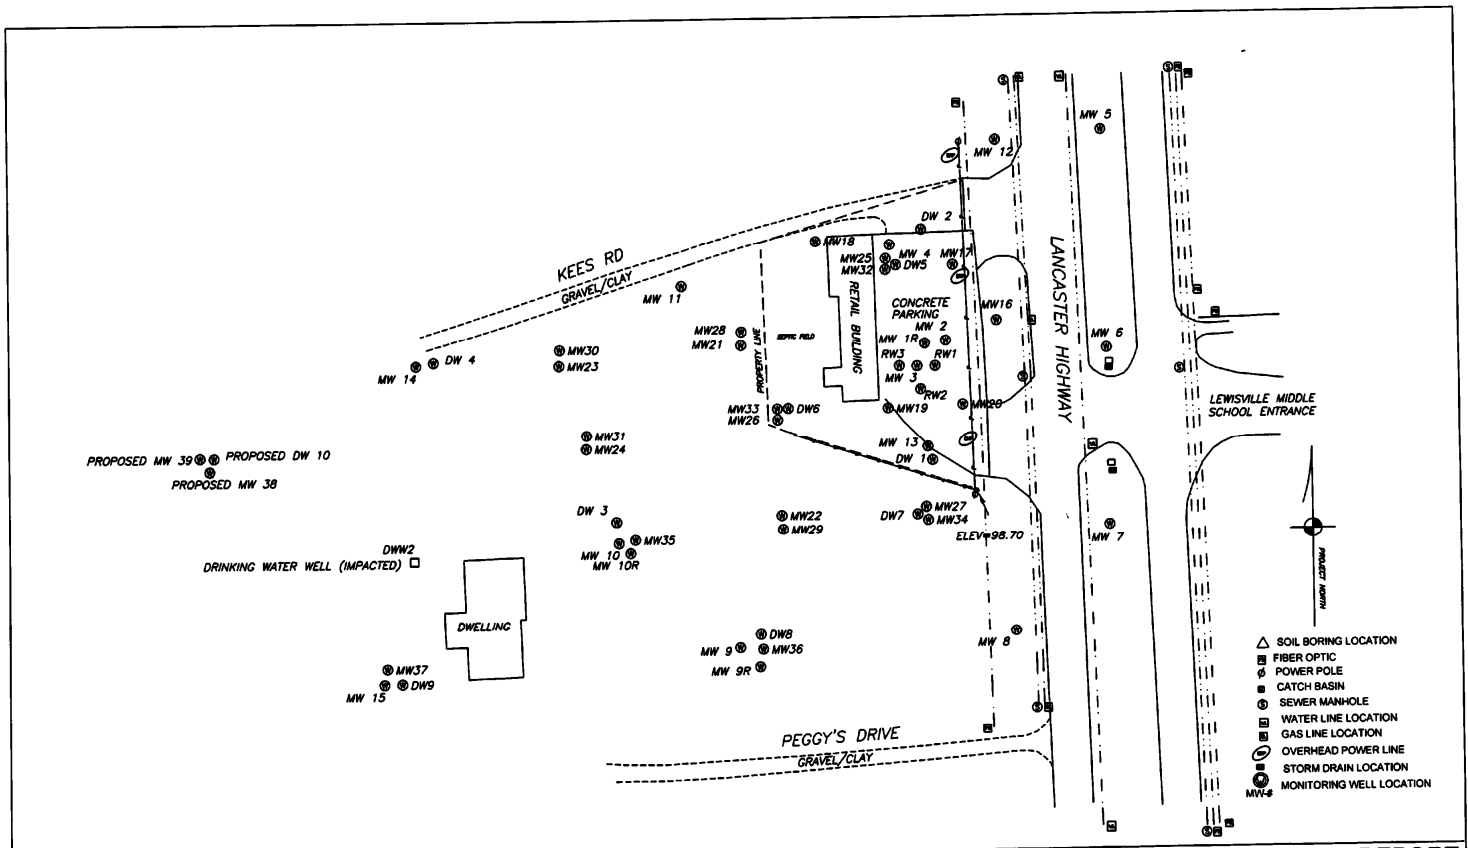 MW 5
MW 12
DW 2
MW18
MW 4
MW17
MW25
DW5
MW32
KEES RD
GRAVEL/CLAY
MW 11
RETAIL BUILDING
CONCRETE
PARKING
MW16
LANCASTER HIGHWAY
MW28
MW21
PROPERTY LINE
SEPTIC FIELD
MW 2
MW 1R
MW 6
MW30
MW23
DW 4
MW 14
RW3
RW1
MW 3
RW2
MW33
DW6
MW26
MW19
MW20
LEWISVILLE MIDDLE
SCHOOL ENTRANCE
MW31
MW24
MW 13
DW 1
PROPOSED MW 39
PROPOSED DW 10
PROPOSED MW 38
DW 3
MW22
MW29
MW27
DW7
MW34
ELEV=98.70
MW 7
MW35
MW 10
MW 10R
DWW2
DRINKING WATER WELL (IMPACTED)
PROJECT NORTH
DWELLING
DW8
MW 9
MW36
MW 9R
MW 8
MW37
MW 15
DW9
PEGGY'S DRIVE
GRAVEL/CLAY
SOIL BORING LOCATION
FIBER OPTIC
POWER POLE
CATCH BASIN
SEWER MANHOLE
WATER LINE LOCATION
GAS LINE LOCATION
OVERHEAD POWER LINE
STORM DRAIN LOCATION
MONITORING WELL LOCATION
MW-#